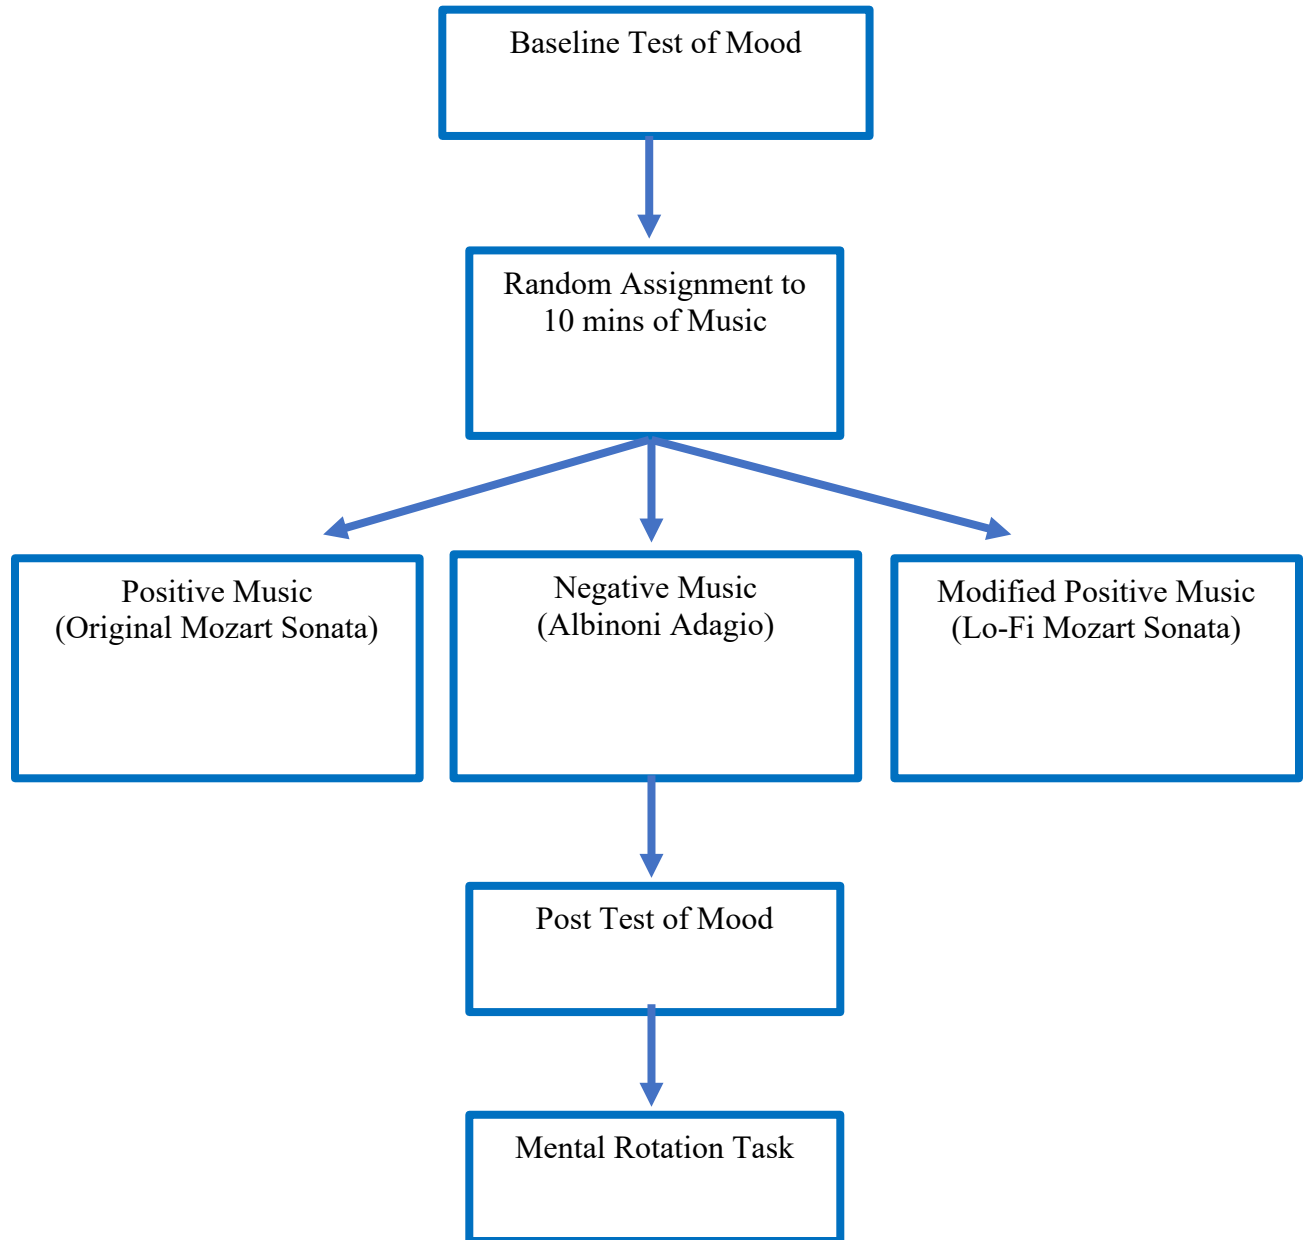 Baseline Test of Mood
Random Assignment to
10 mins of Music
Positive Music
(Original Mozart Sonata)
Negative Music
(Albinoni Adagio)
Modified Positive Music
(Lo-Fi Mozart Sonata)
Post Test of Mood
Mental Rotation Task